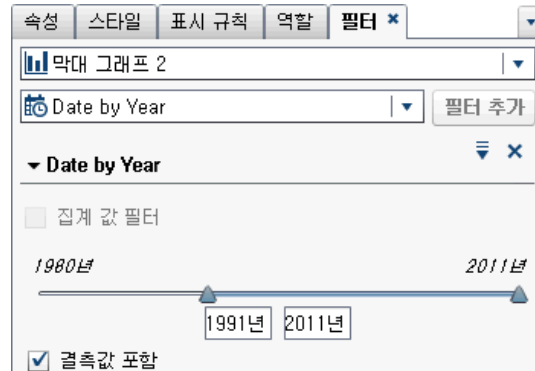 속성 스타일 표시 규칙 역할 필터
막대 그래프 2
Date by Year 필터 추가
Date by Year
집계 값 필터
1980년 2011년
1991년 2011년
결측값 포함